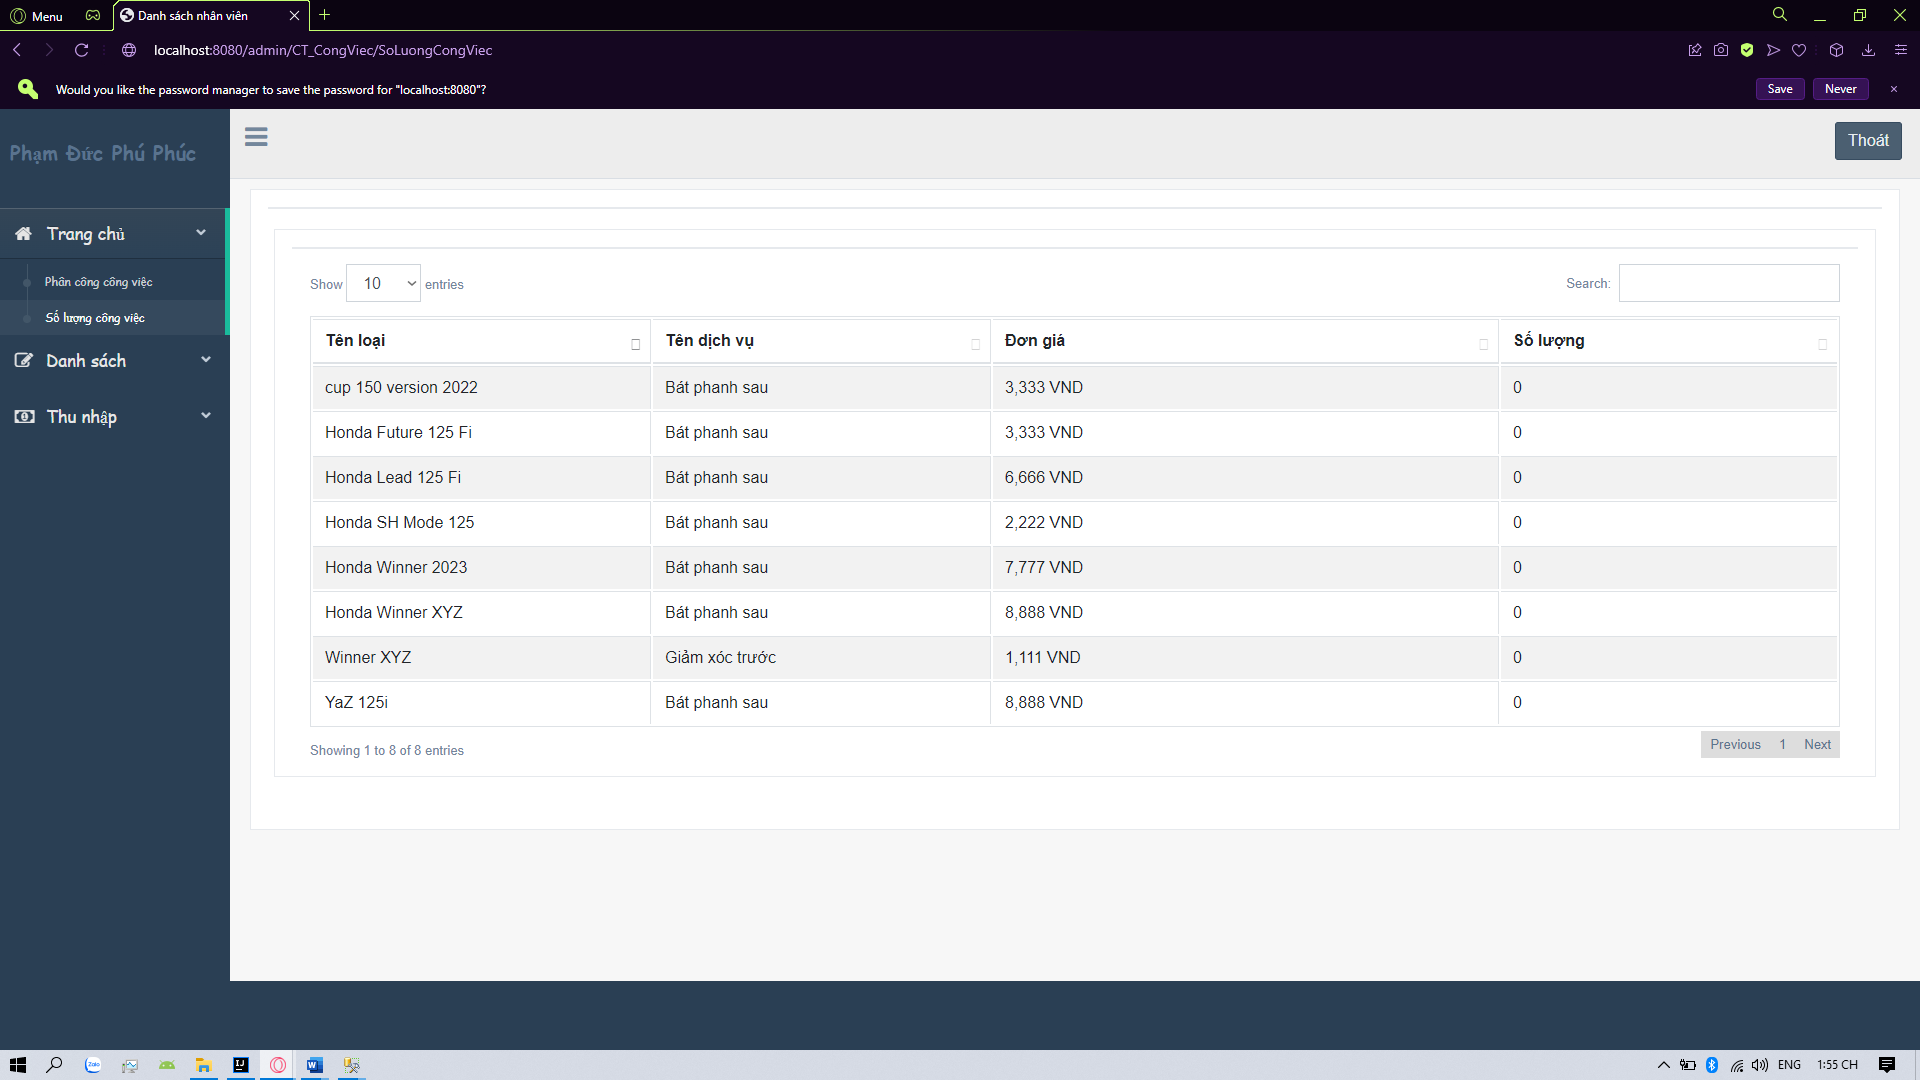 Menu
Danh sách nhân viên
localhost:8080/admin/CT_CongViec/SoLuongCongViec
Would you like the password manager to save the password for "localhost:8080"?
Save
Never
Phạm Đức Phú Phúc
Thoát
Trang chủ
Phân công công việc
Số lượng công việc
Danh sách
Thu nhập
Show 10 entries
Search:
Tên loại Tên dịch vụ Đơn giá Số lượng
cup 150 version 2022 Bát phanh sau 3,333 VND 0
Honda Future 125 Fi Bát phanh sau 3,333 VND 0
Honda Lead 125 Fi Bát phanh sau 6,666 VND 0
Honda SH Mode 125 Bát phanh sau 2,222 VND 0
Honda Winner 2023 Bát phanh sau 7,777 VND 0
Honda Winner XYZ Bát phanh sau 8,888 VND 0
Winner XYZ Giảm xóc trước 1,111 VND 0
YaZ 125i Bát phanh sau 8,888 VND 0
Showing 1 to 8 of 8 entries
Previous 1 Next
ENG
1:55 CH